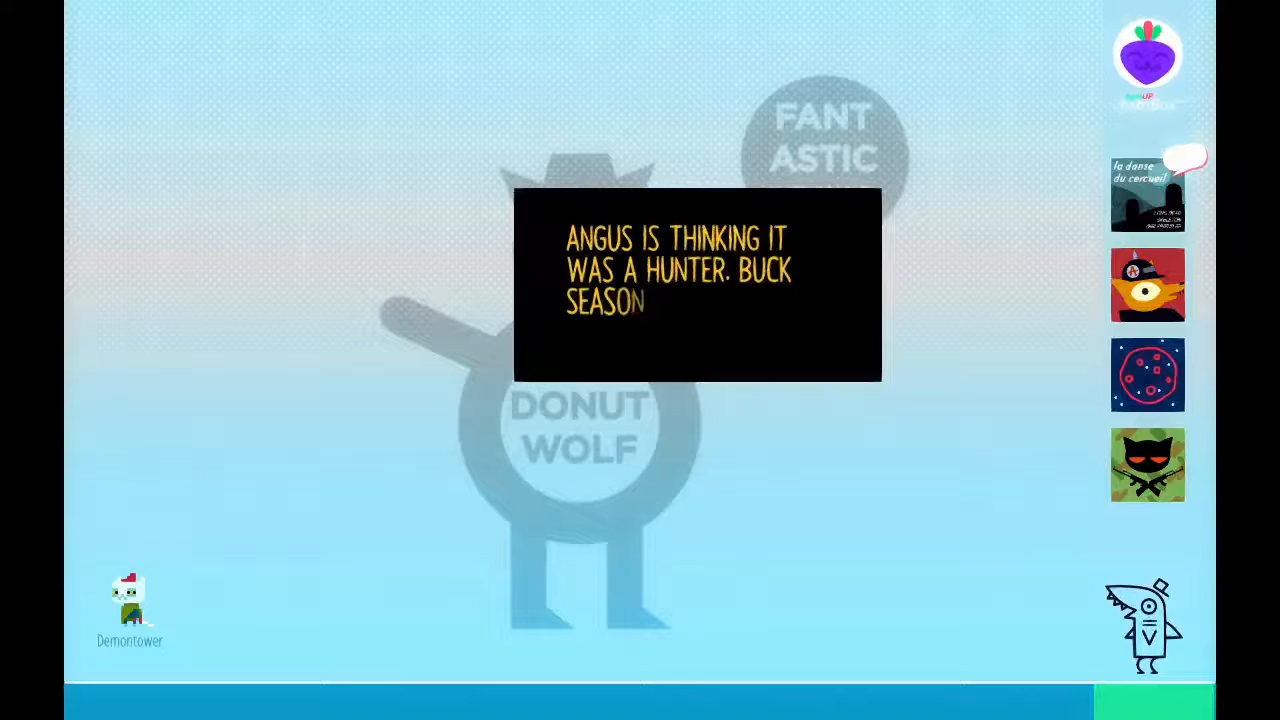 FANT
ASTIC
ANGUS IS THINKING IT
WAS A HUNTER. BUCK
SEASON
DONUT
WOLF
la danse
du cercueil
Demontower